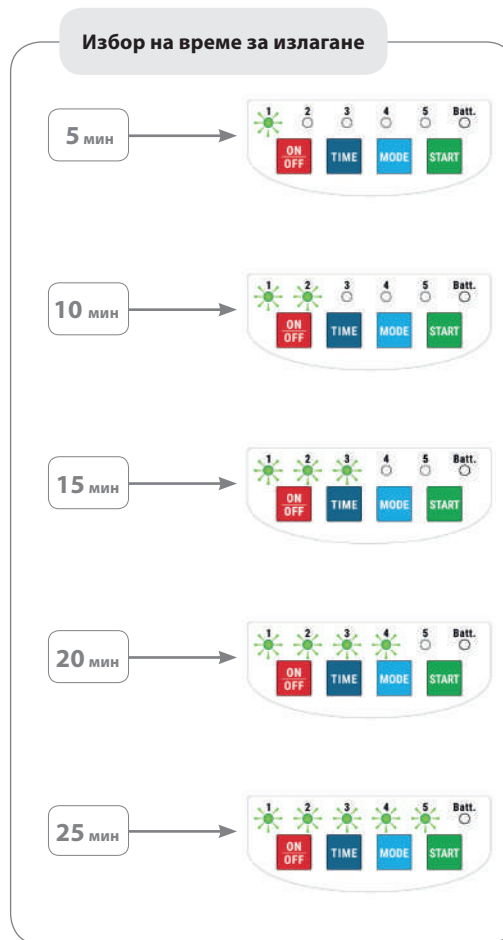 Избор на време за излагане
5 мин
1 2 3 4 5 Batt.
ON OFF TIME MODE START
10 мин
1 2 3 4 5 Batt.
ON OFF TIME MODE START
15 мин
1 2 3 4 5 Batt.
ON OFF TIME MODE START
20 мин
1 2 3 4 5 Batt.
ON OFF TIME MODE START
25 мин
1 2 3 4 5 Batt.
ON OFF TIME MODE START